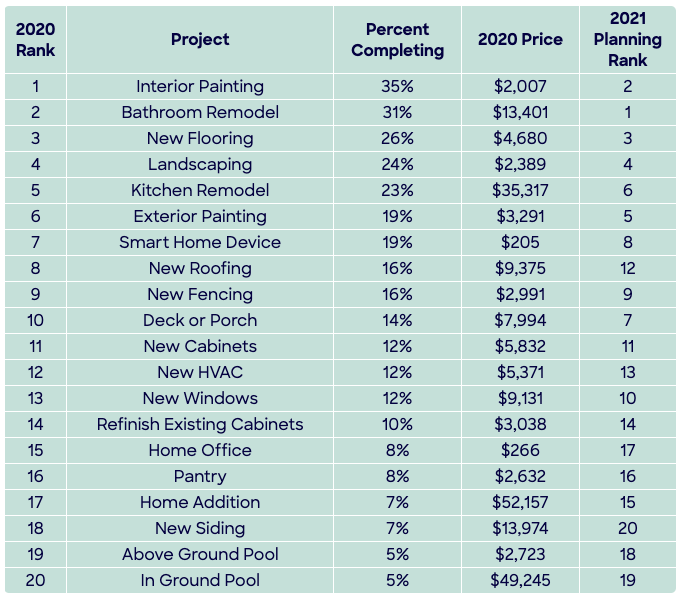 2020 Rank Project Percent Completing 2020 Price 2021 Planning Rank
1 Interior Painting 35% $2,007 2
2 Bathroom Remodel 31% $13,401 1
3 New Flooring 26% $4,680 3
4 Landscaping 24% $2,389 4
5 Kitchen Remodel 23% $35,317 6
6 Exterior Painting 19% $3,291 5
7 Smart Home Device 19% $205 8
8 New Roofing 16% $9,375 12
9 New Fencing 16% $2,991 9
10 Deck or Porch 14% $7,994 7
11 New Cabinets 12% $5,832 11
12 New HVAC 12% $5,371 13
13 New Windows 12% $9,131 10
14 Refinish Existing Cabinets 10% $3,038 14
15 Home Office 8% $266 17
16 Pantry 8% $2,632 16
17 Home Addition 7% $52,157 15
18 New Siding 7% $13,974 20
19 Above Ground Pool 5% $2,723 18
20 In Ground Pool 5% $49,245 19